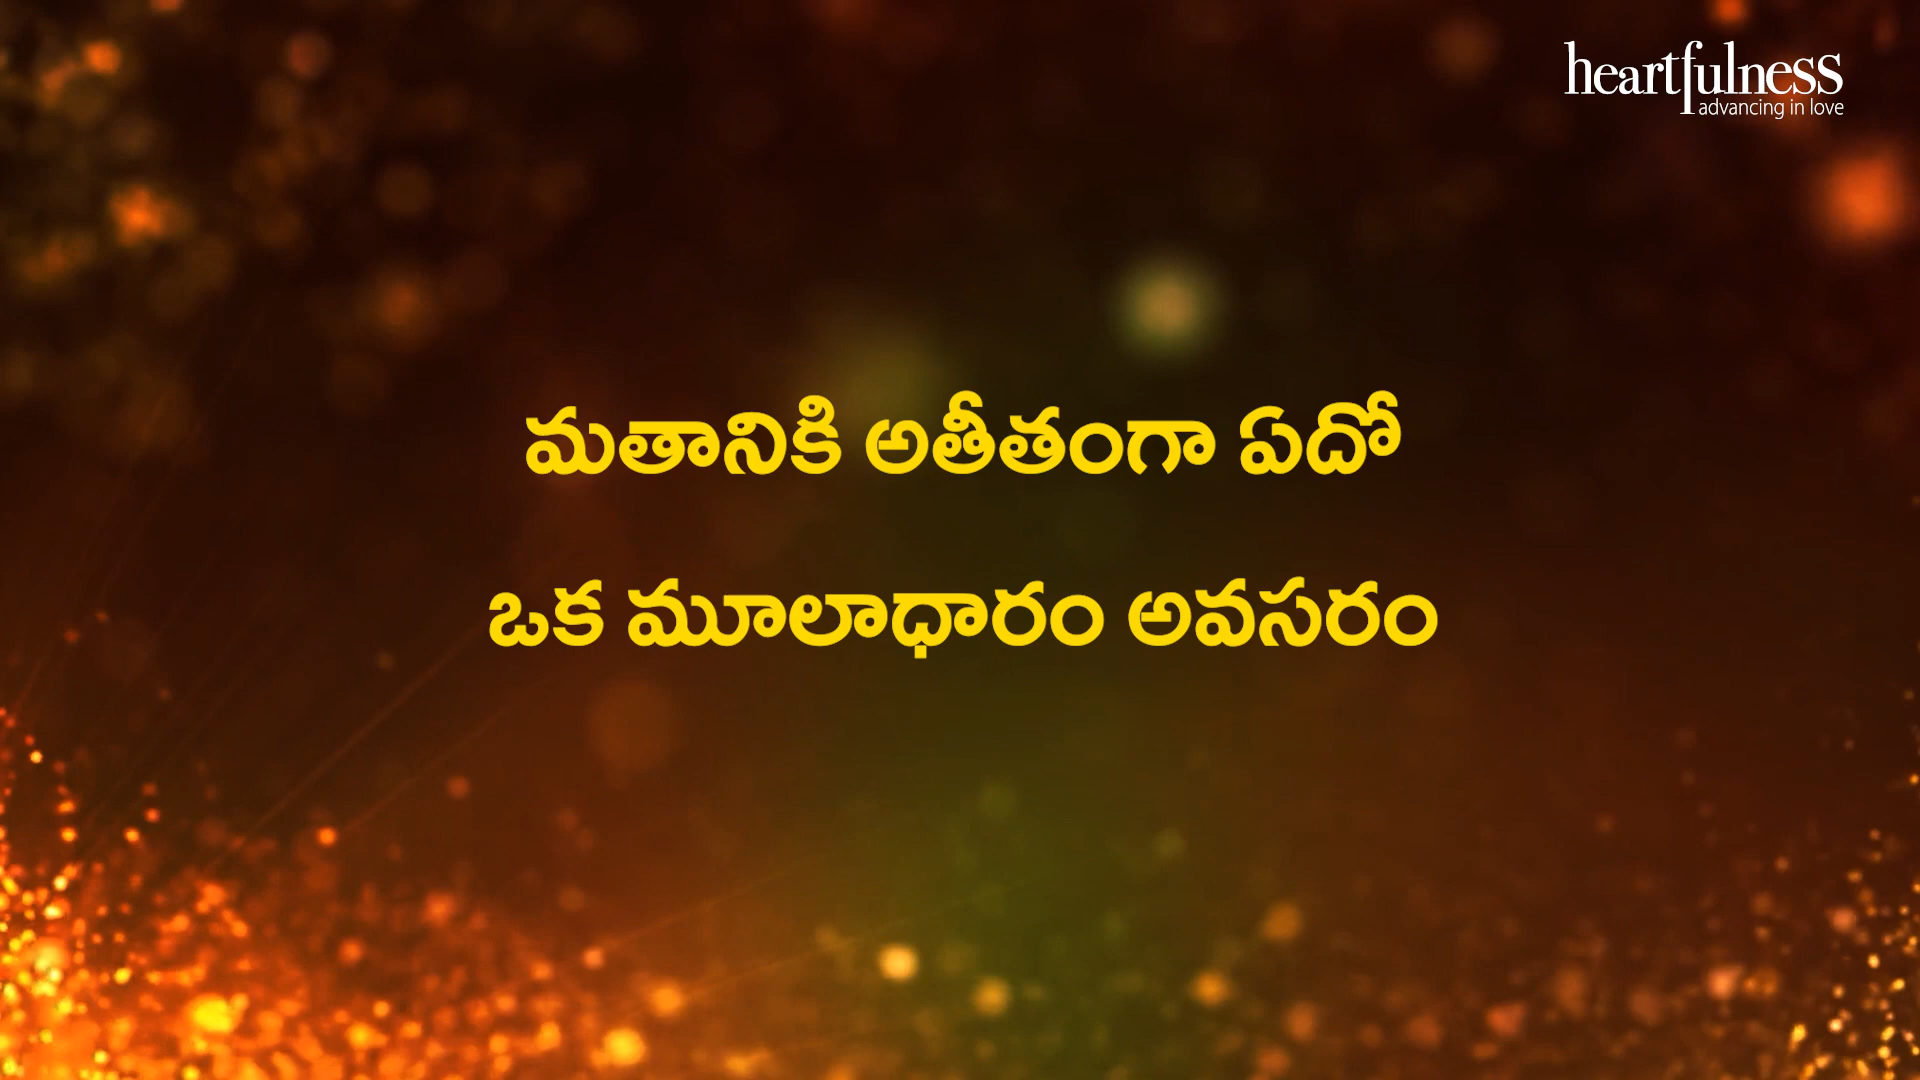 heartfulness
advancing in love
మతానికి అతీతంగా ఏదో
ఒక మూలాధారం అవసరం